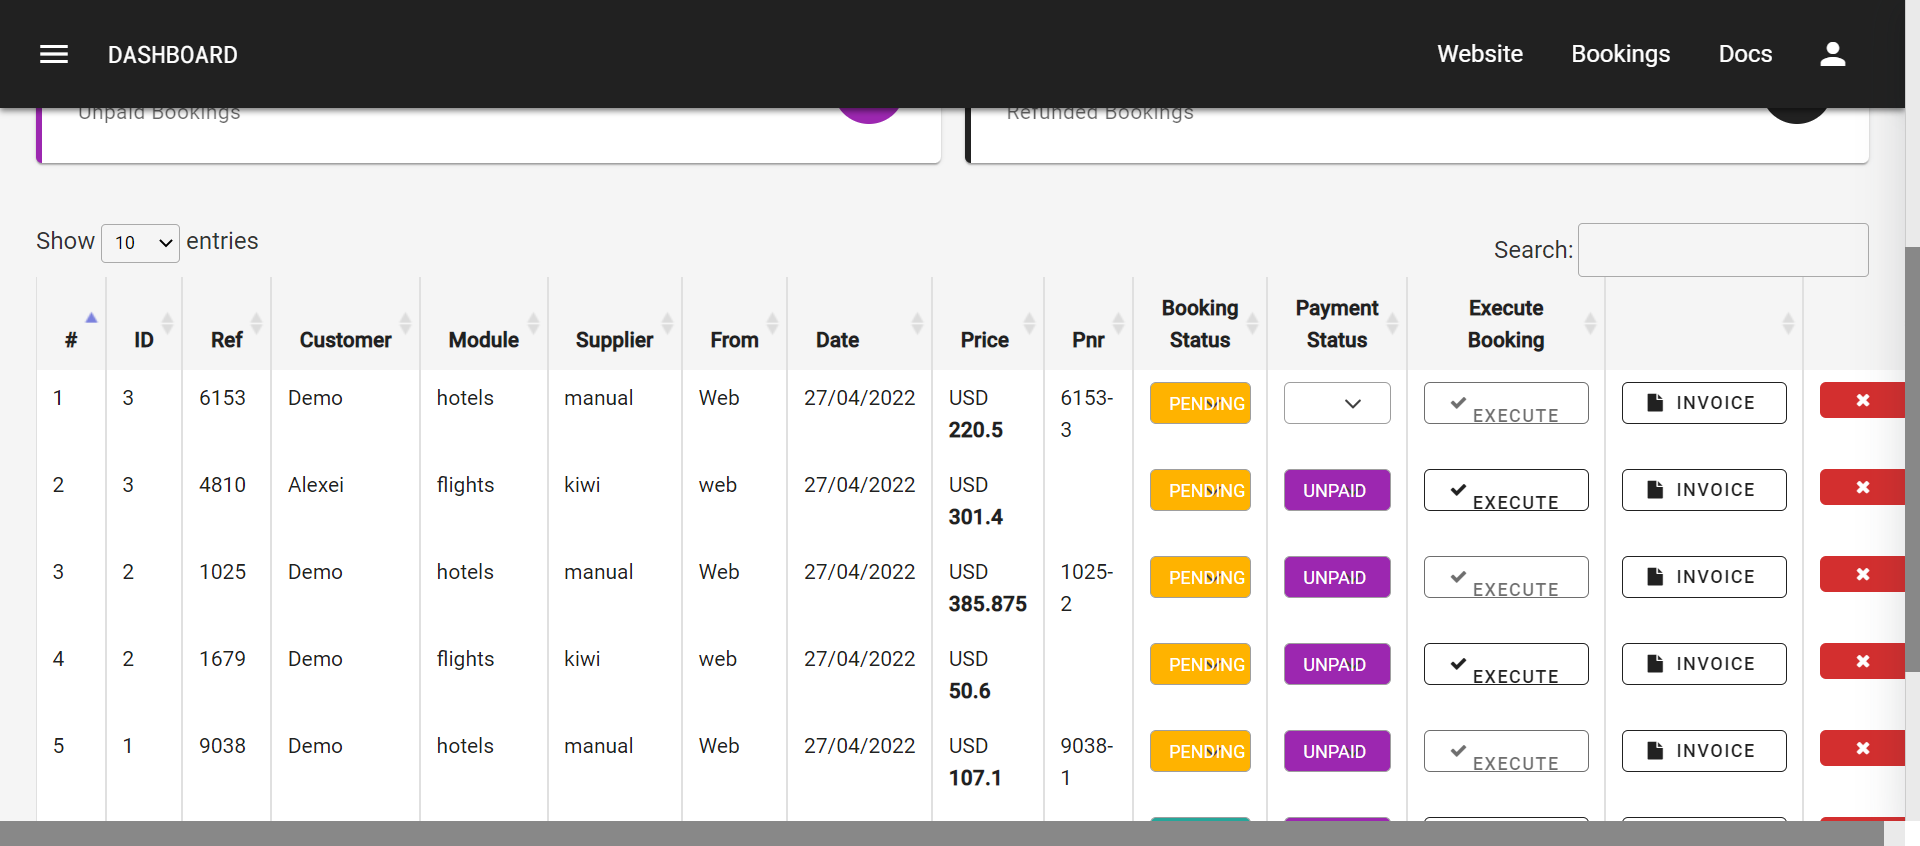 DASHBOARD Website Bookings Docs
Unpaid Bookings Refunded Bookings
Show 10 entries Search:
# ID Ref Customer Module Supplier From Date Price Pnr Booking Status Payment Status Execute Booking
1 3 6153 Demo hotels manual Web 27/04/2022 USD 220.5 6153-3 PENDING EXECUTE INVOICE
2 3 4810 Alexei flights kiwi web 27/04/2022 USD 301.4 PENDING UNPAID EXECUTE INVOICE
3 2 1025 Demo hotels manual Web 27/04/2022 USD 385.875 1025-2 PENDING UNPAID EXECUTE INVOICE
4 2 1679 Demo flights kiwi web 27/04/2022 USD 50.6 PENDING UNPAID EXECUTE INVOICE
5 1 9038 Demo hotels manual Web 27/04/2022 USD 107.1 9038-1 PENDING UNPAID EXECUTE INVOICE